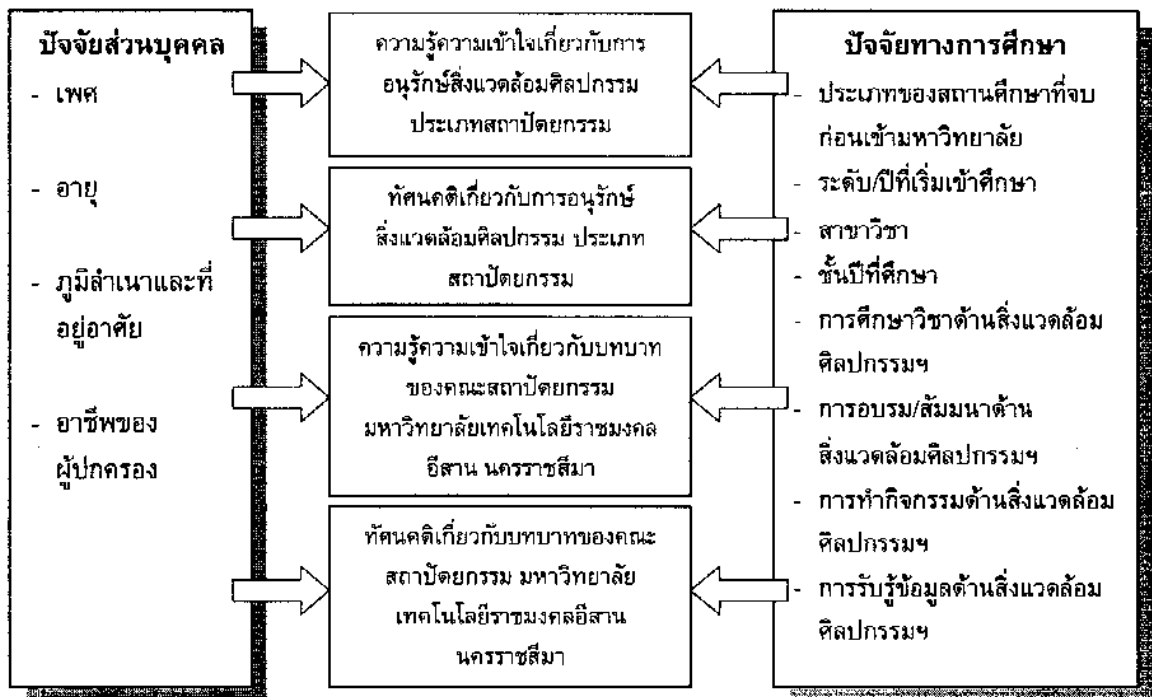 ปัจจัยส่วนบุคคล
- เพศ
- อายุ
- ภูมิลำเนาและที่
อยู่อาศัย
- อาชีพของ
ผู้ปกครอง
ความรู้ความเข้าใจเกี่ยวกับการ
อนุรักษ์สิ่งแวดล้อมศิลปกรรม
ประเภทสถาปัตยกรรม
ทัศนคติเกี่ยวกับการอนุรักษ์
สิ่งแวดล้อมศิลปกรรม ประเภท
สถาปัตยกรรม
ความรู้ความเข้าใจเกี่ยวกับบทบาท
ของคณะสถาปัตยกรรม
มหาวิทยาลัยเทคโนโลยีราชมงคล
อีสาน นครราชสีมา
ทัศนคติเกี่ยวกับบทบาทของคณะ
สถาปัตยกรรม มหาวิทยาลัย
เทคโนโลยีราชมงคลอีสาน
นครราชสีมา
ปัจจัยทางการศึกษา
- ประเภทของสถานศึกษาที่จบ
ก่อนเข้ามหาวิทยาลัย
- ระดับ/ปีที่เริ่มเข้าศึกษา
- สาขาวิชา
- ชั้นปีที่ศึกษา
- การศึกษาวิชาด้านสิ่งแวดล้อม
ศิลปกรรมฯ
- การอบรม/สัมมนาด้าน
สิ่งแวดล้อมศิลปกรรมฯ
- การทำกิจกรรมด้านสิ่งแวดล้อม
ศิลปกรรมฯ
- การรับรู้ข้อมูลด้านสิ่งแวดล้อม
ศิลปกรรมฯ